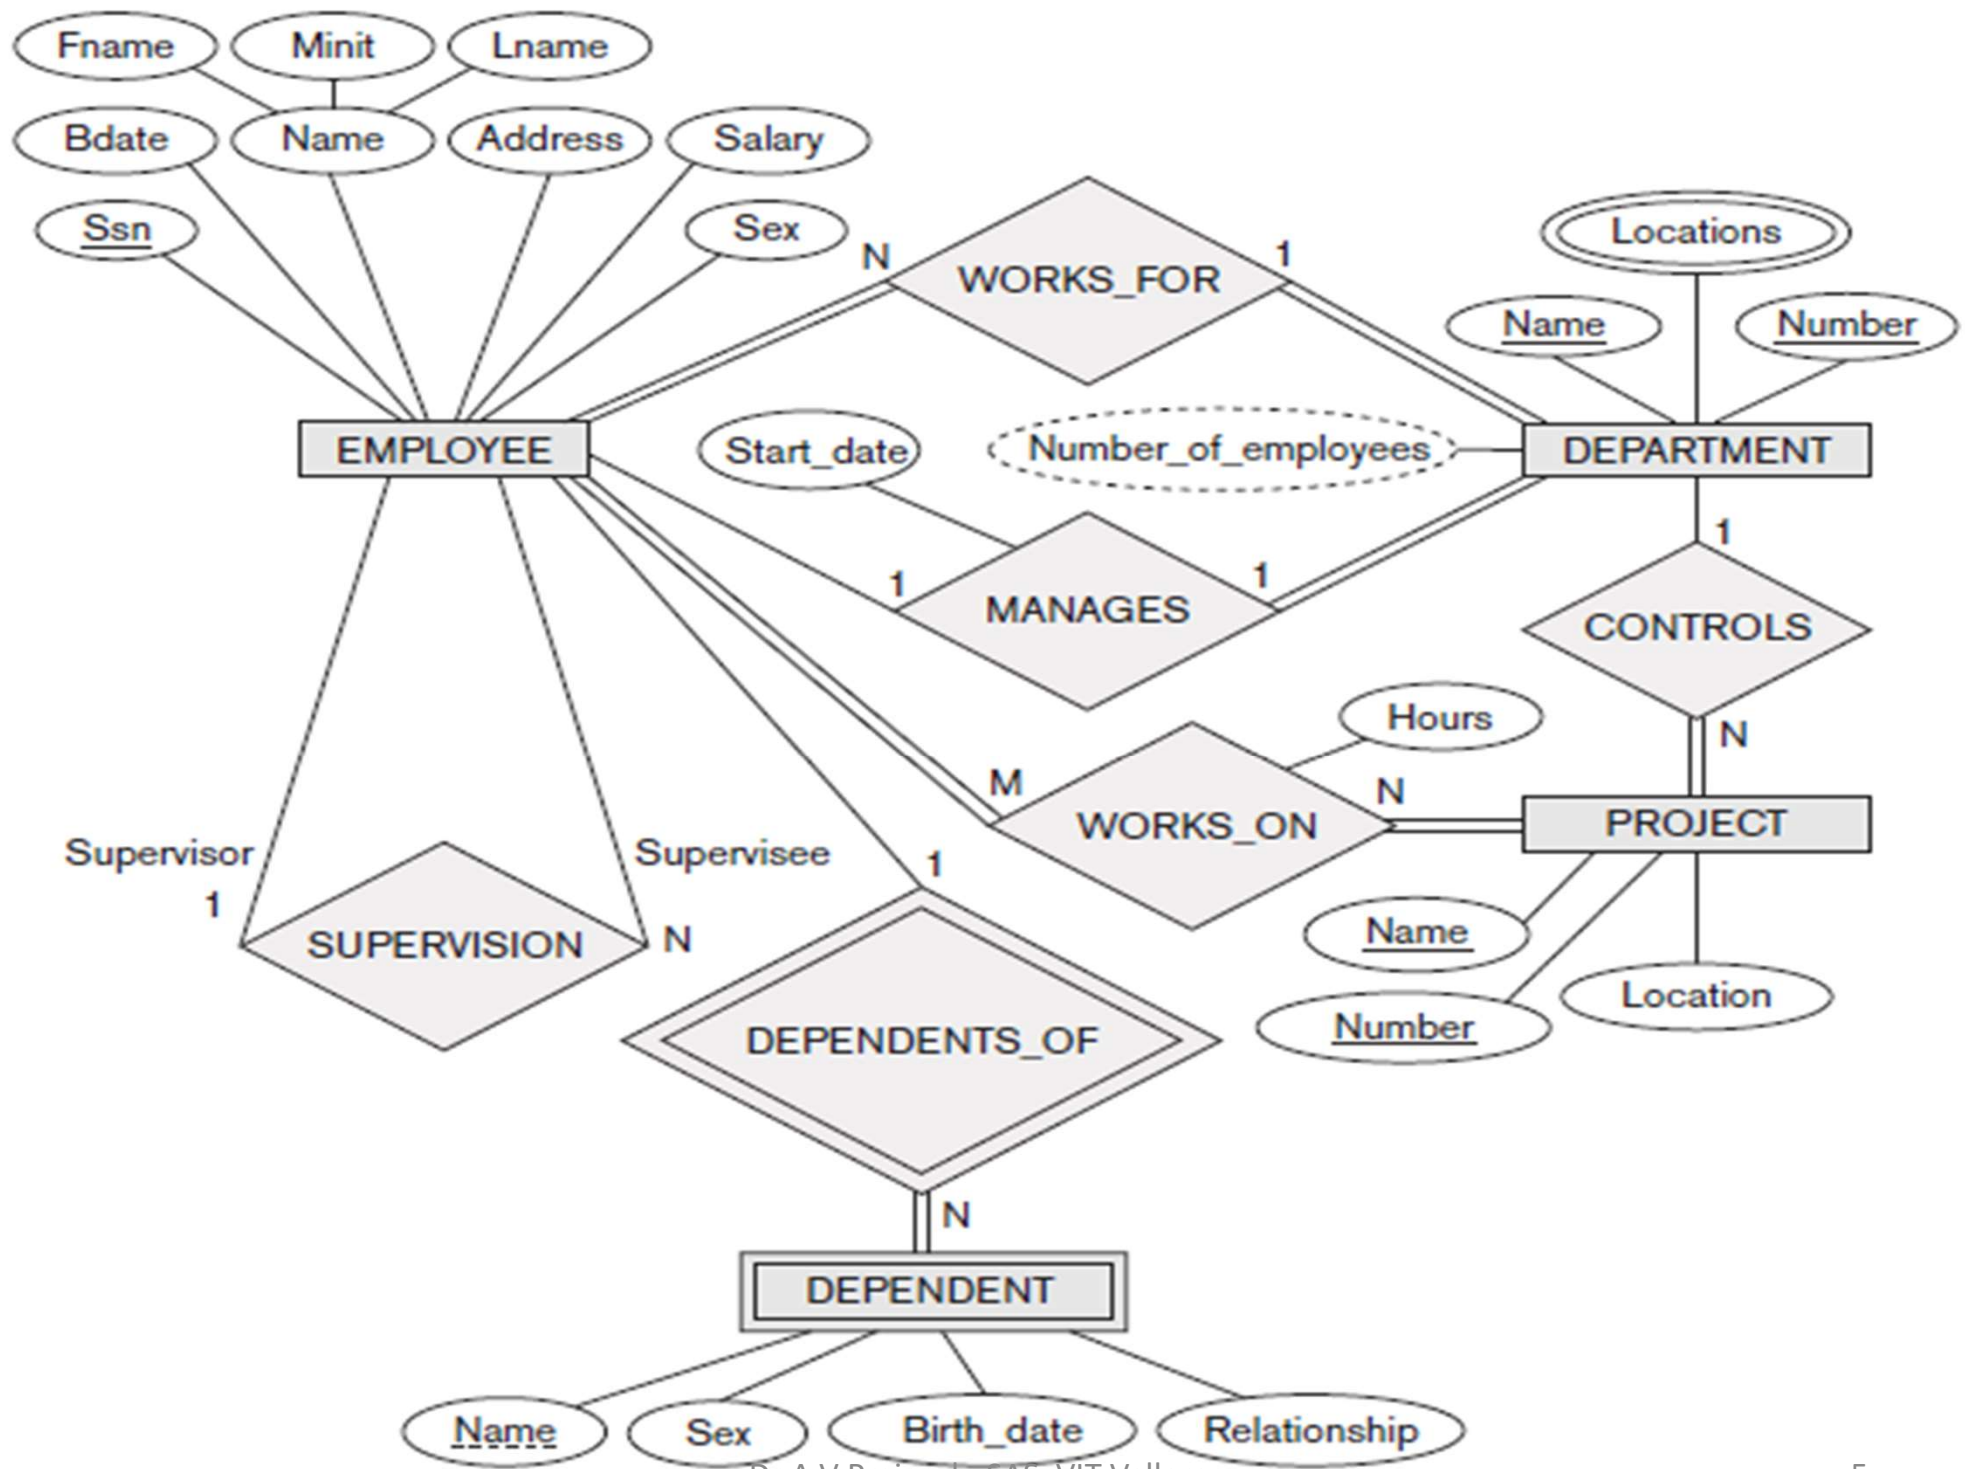 Fname Minit Lname
Bdate Name Address Salary
Ssn Sex
N WORKS_FOR 1
Locations
Name Number
EMPLOYEE
Start_date
Number_of_employees
DEPARTMENT
1 MANAGES 1
1
CONTROLS
N
Hours
M WORKS_ON N
PROJECT
Supervisor
1
SUPERVISION
Supervisee
N
1
DEPENDENTS_OF
N
Name
Number
Location
DEPENDENT
Name Sex Birth_date Relationship